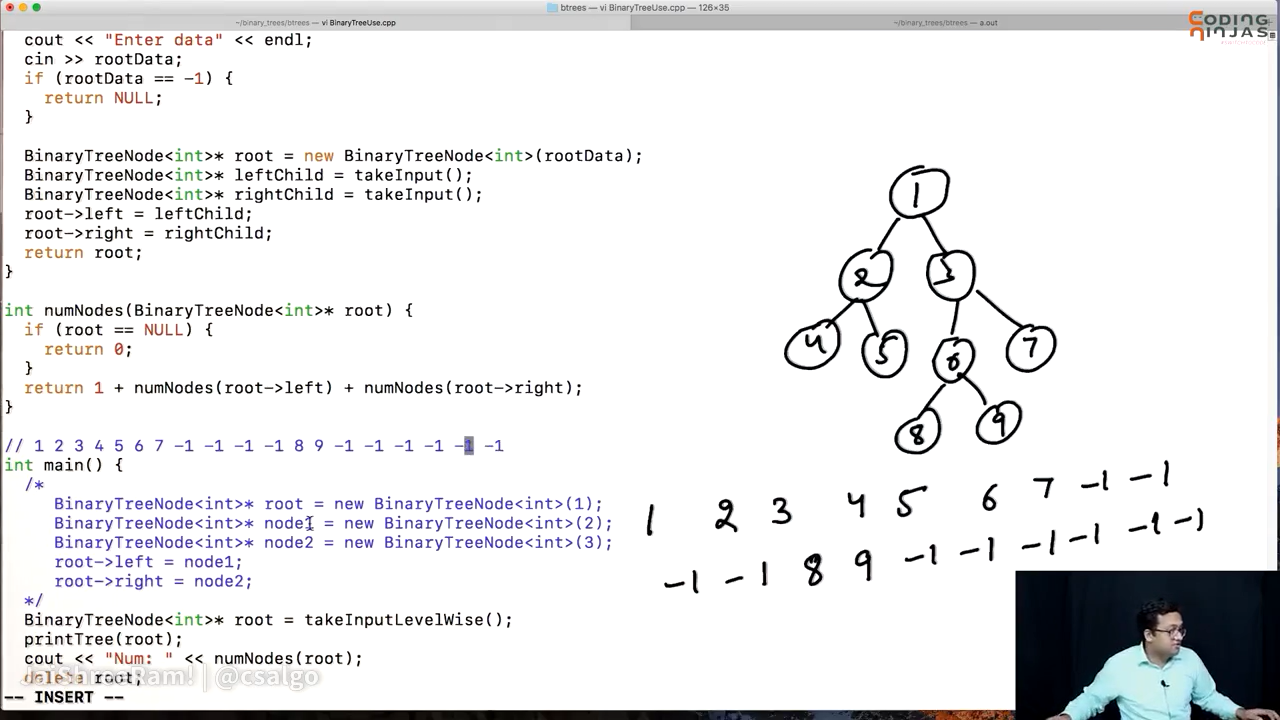 btrees — vi BinaryTreeUse.cpp — 126×35
~/binary_trees/btrees — vi BinaryTreeUse.cpp
~/binary_trees/btrees — a.out
CODING
NINJAS
cout << "Enter data" << endl;
cin >> rootData;
if (rootData == -1) {
return NULL;
}
BinaryTreeNode<int>* root = new BinaryTreeNode<int>(rootData);
BinaryTreeNode<int>* leftChild = takeInput();
BinaryTreeNode<int>* rightChild = takeInput();
root->left = leftChild;
root->right = rightChild;
return root;
}
int numNodes(BinaryTreeNode<int>* root) {
if (root == NULL) {
return 0;
}
return 1 + numNodes(root->left) + numNodes(root->right);
}
// 1 2 3 4 5 6 7 -1 -1 -1 -1 8 9 -1 -1 -1 -1 -1 -1
int main() {
/*
BinaryTreeNode<int>* root = new BinaryTreeNode<int>(1);
BinaryTreeNode<int>* node1 = new BinaryTreeNode<int>(2);
BinaryTreeNode<int>* node2 = new BinaryTreeNode<int>(3);
root->left = node1;
root->right = node2;
*/
BinaryTreeNode<int>* root = takeInputLevelWise();
printTree(root);
cout << "Num: " << numNodes(root);
delete root;
-- INSERT --
JaiShreeRam! | @csalgo
1
2 3
4 5 6 7
8 9
1 2 3 4 5 6 7 -1 -1
-1 -1 8 9 -1 -1 -1 -1 -1 -1